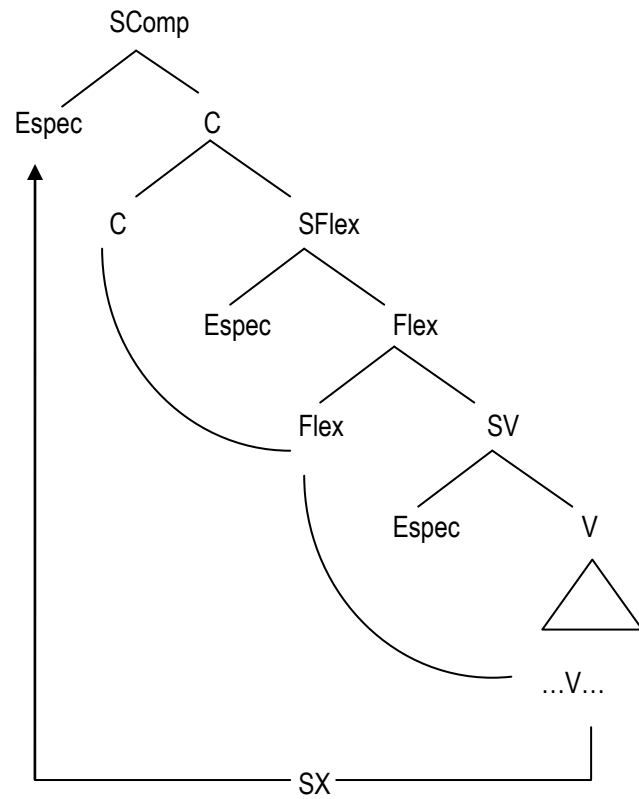 SComp
Espec C
C SFlex
Espec Flex
Flex SV
Espec V
…V…
SX